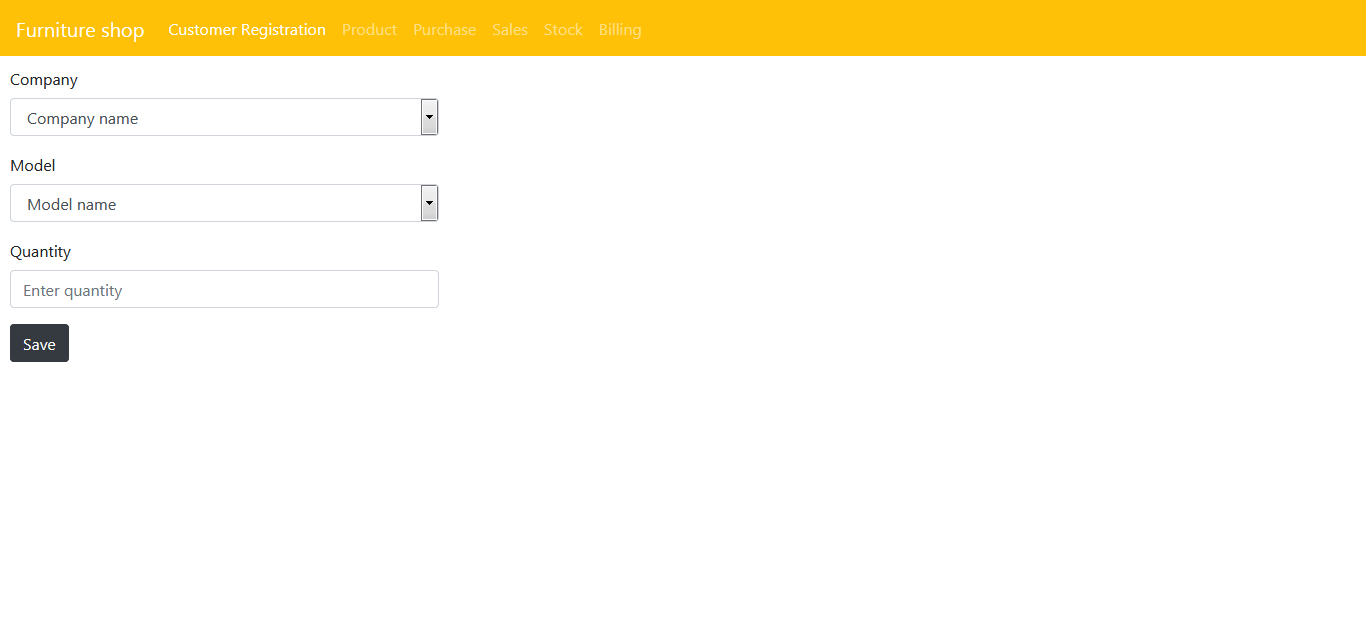 Furniture shop Customer Registration Product Purchase Sales Stock Billing
Company
Company name
Model
Model name
Quantity
Enter quantity
Save